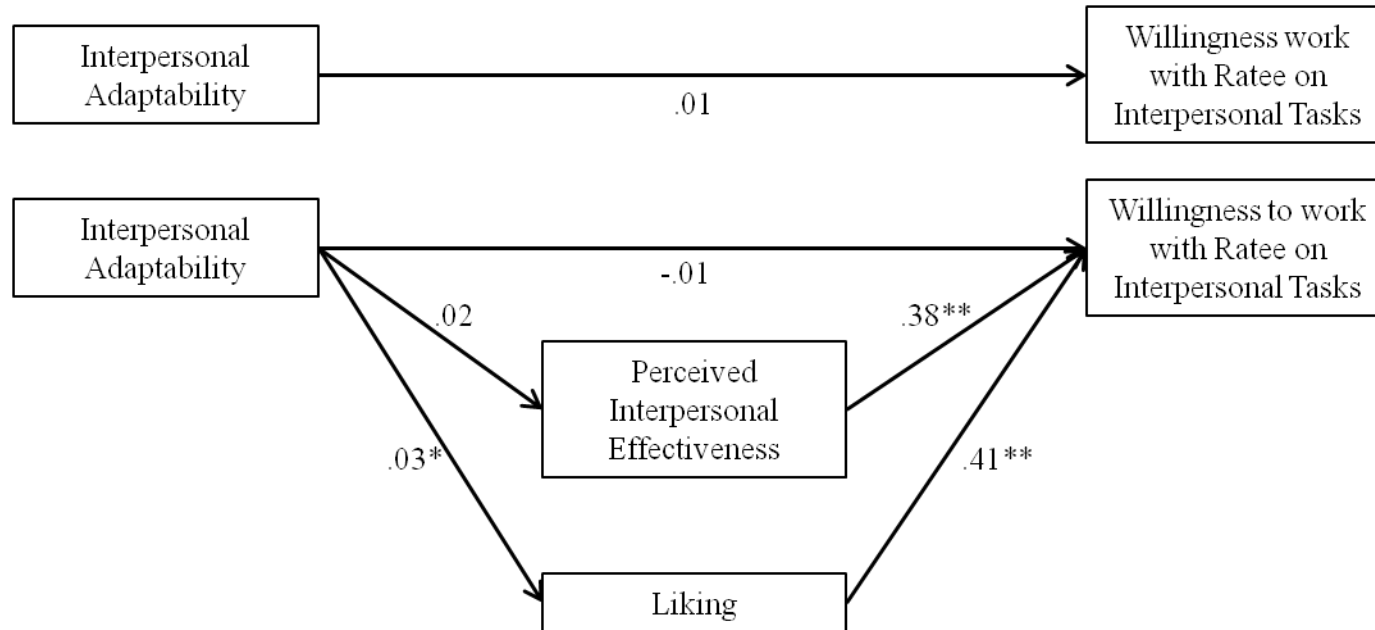 Interpersonal
Adaptability
.01
Willingness work
with Ratee on
Interpersonal Tasks
Interpersonal
Adaptability
-.01
Willingness to work
with Ratee on
Interpersonal Tasks
.02
.38**
Perceived
Interpersonal
Effectiveness
.03*
.41**
Liking